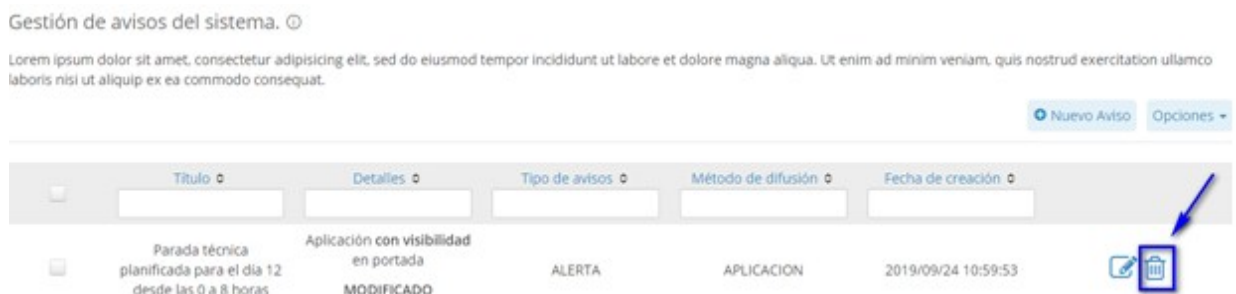 Gestión de avisos del sistema.
Lorem ipsum dolor sit amet, consectetur adipisicing elit, sed do eiusmod tempor incididunt ut labore et dolore magna aliqua. Ut enim ad minim veniam, quis nostrud exercitation ullamco
laboris nisi ut aliquip ex ea commodo consequat.
Nuevo Aviso Opciones
Título Detalles Tipo de avisos Método de difusión Fecha de creación
Aplicación con visibilidad
Parada técnica en portada
planificada para el día 12 ALERTA APLICACION 2019/09/24 10:59:53
desde las 0 a 8 horas MODIFICADO